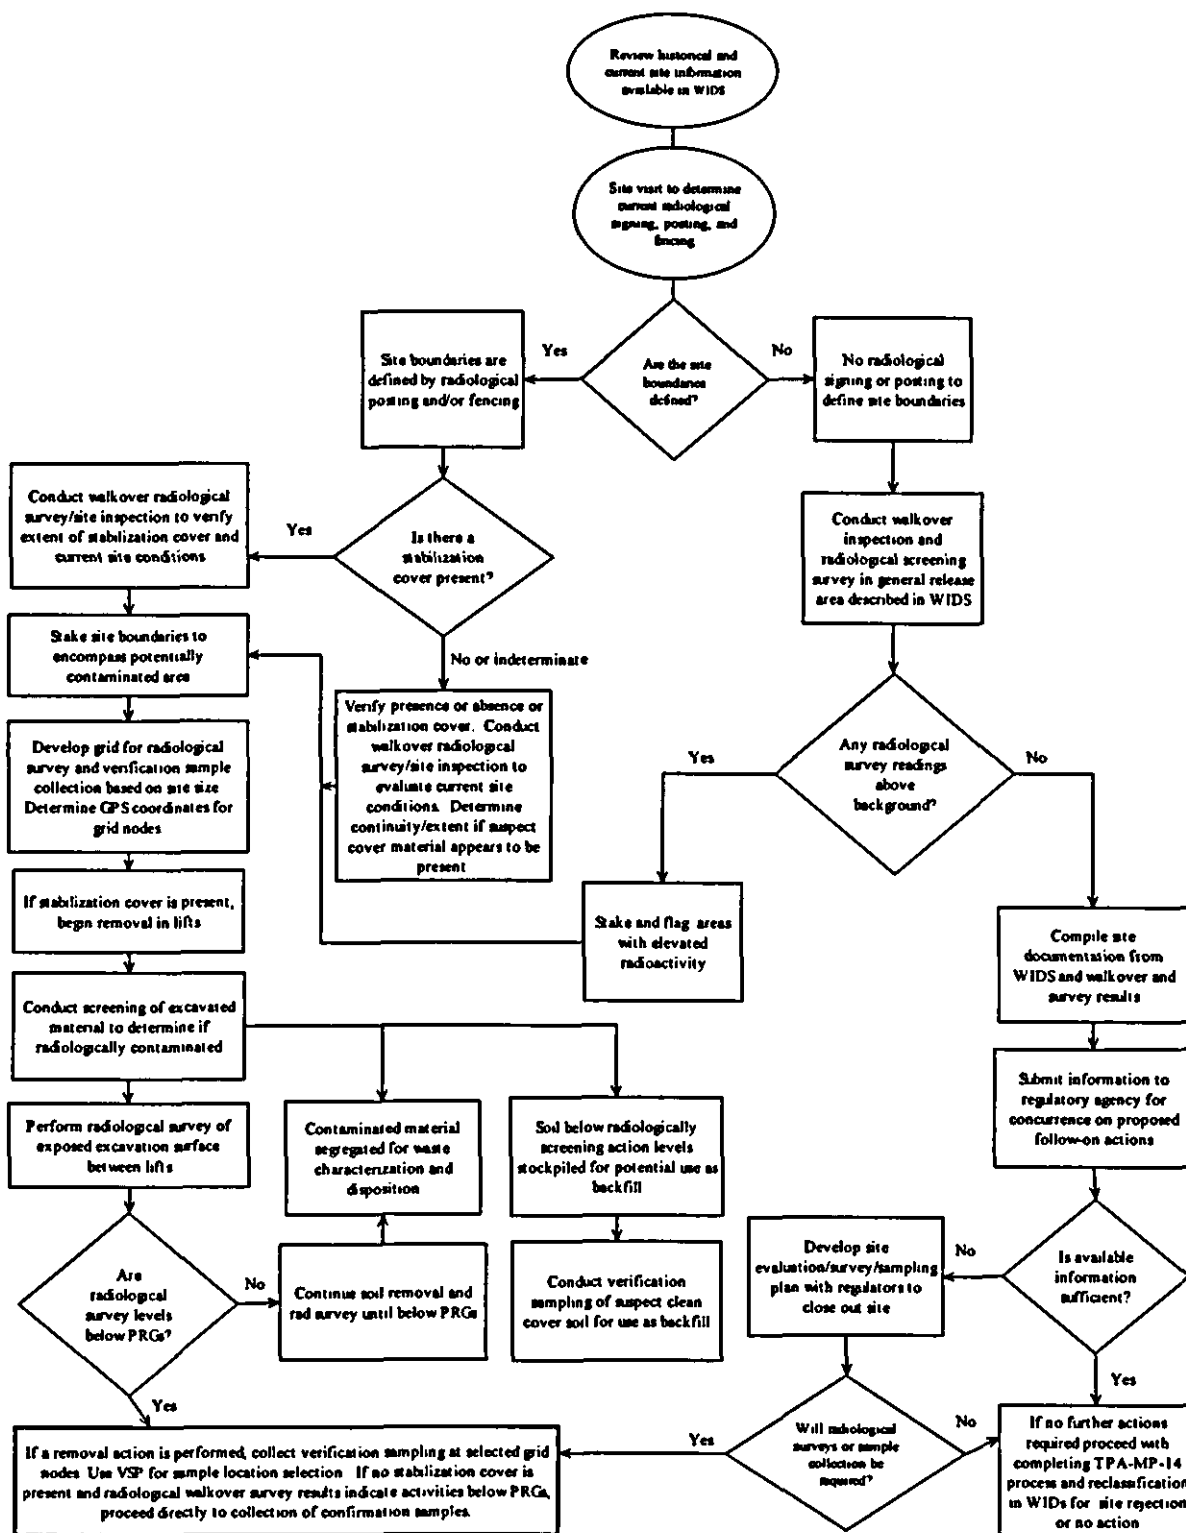 Review historical and
current site information
available in WIDS
Site visit to determine
current radiological
signing, posting, and
fencing
Are the site
boundaries
defined?
Yes
No
Site boundaries are
defined by radiological
posting and/or fencing
No radiological
signing or posting to
define site boundaries
Is there a
stabilization
cover present?
Yes
No or indeterminate
Conduct walkover radiological
survey/site inspection to verify
extent of stabilization cover and
current site conditions
Conduct walkover
inspection and
radiological screening
survey in general release
area described in WIDS
Stake site boundaries to
encompass potentially
contaminated area
Verify presence or absence or
stabilization cover. Conduct
walkover radiological
survey/site inspection to
evaluate current site
conditions. Determine
continuity/extent if suspect
cover material appears to be
present
Any radiological
survey readings
above
background?
Yes
No
Develop grid for radiological
survey and verification sample
collection based on site size
Determine GPS coordinates for
grid nodes
If stabilization cover is present,
begin removal in lifts
Stake and flag areas
with elevated
radioactivity
Compile site
documentation from
WIDS and walkover and
survey results
Conduct screening of excavated
material to determine if
radiologically contaminated
Submit information to
regulatory agency for
concurrence on proposed
follow-on actions
Perform radiological survey of
exposed excavation surface
between lifts
Contaminated material
segregated for waste
characterization and
disposition
Soil below radiologically
screening action levels
stockpiled for potential use as
backfill
Are
radiological
survey levels
below PRGs?
No
Yes
Continue soil removal and
rad survey until below PRGs
Conduct verification
sampling of suspect clean
cover soil for use as backfill
Develop site
evaluation/survey/sampling
plan with regulators to
close out site
Is available
information
sufficient?
No
Yes
If a removal action is performed, collect verification sampling at selected grid
nodes Use VSP for sample location selection If no stabilization cover is
present and radiological walkover survey results indicate activities below PRGs,
proceed directly to collection of confirmation samples.
Will radiological
surveys or sample
collection be
required?
Yes
No
If no further actions
required proceed with
completing TPA-MP-14
process and reclassification
in WIDs for site rejection
or no action